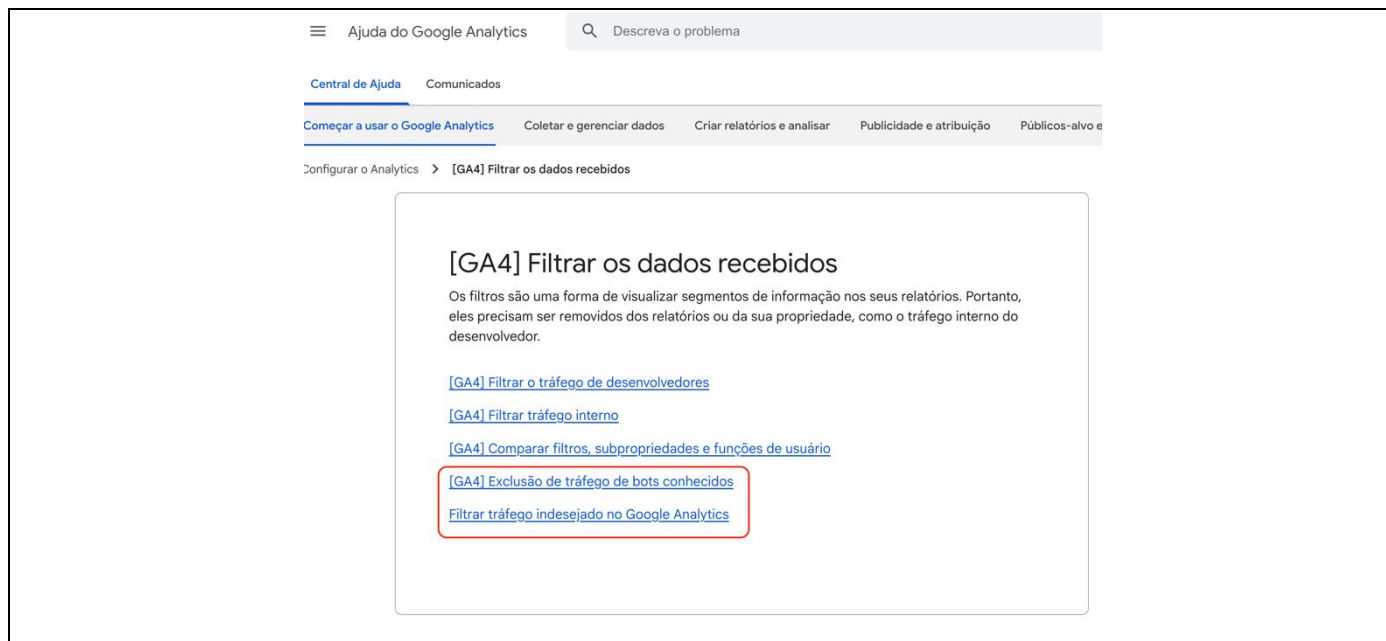 Ajuda do Google Analytics
Descreva o problema
Central de Ajuda Comunicados
Começar a usar o Google Analytics Coletar e gerenciar dados Criar relatórios e analisar Publicidade e atribuição Públicos-alvo e
Configurar o Analytics > [GA4] Filtrar os dados recebidos
[GA4] Filtrar os dados recebidos
Os filtros são uma forma de visualizar segmentos de informação nos seus relatórios. Portanto,
eles precisam ser removidos dos relatórios ou da sua propriedade, como o tráfego interno do
desenvolvedor.
[GA4] Filtrar o tráfego de desenvolvedores
[GA4] Filtrar tráfego interno
[GA4] Comparar filtros, subpropriedades e funções de usuário
[GA4] Exclusão de tráfego de bots conhecidos
Filtrar tráfego indesejado no Google Analytics